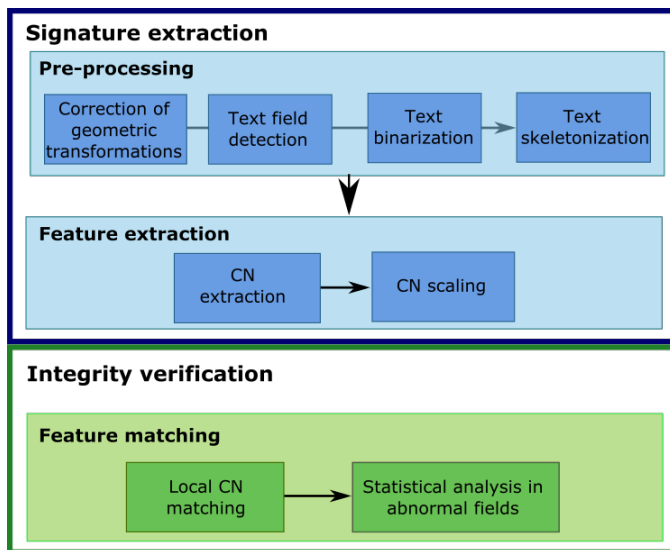 Signature extraction
Pre-processing
Correction of
geometric
transformations
Text field
detection
Text
binarization
Text
skeletonization
Feature extraction
CN
extraction
CN scaling
Integrity verification
Feature matching
Local CN
matching
Statistical analysis in
abnormal fields